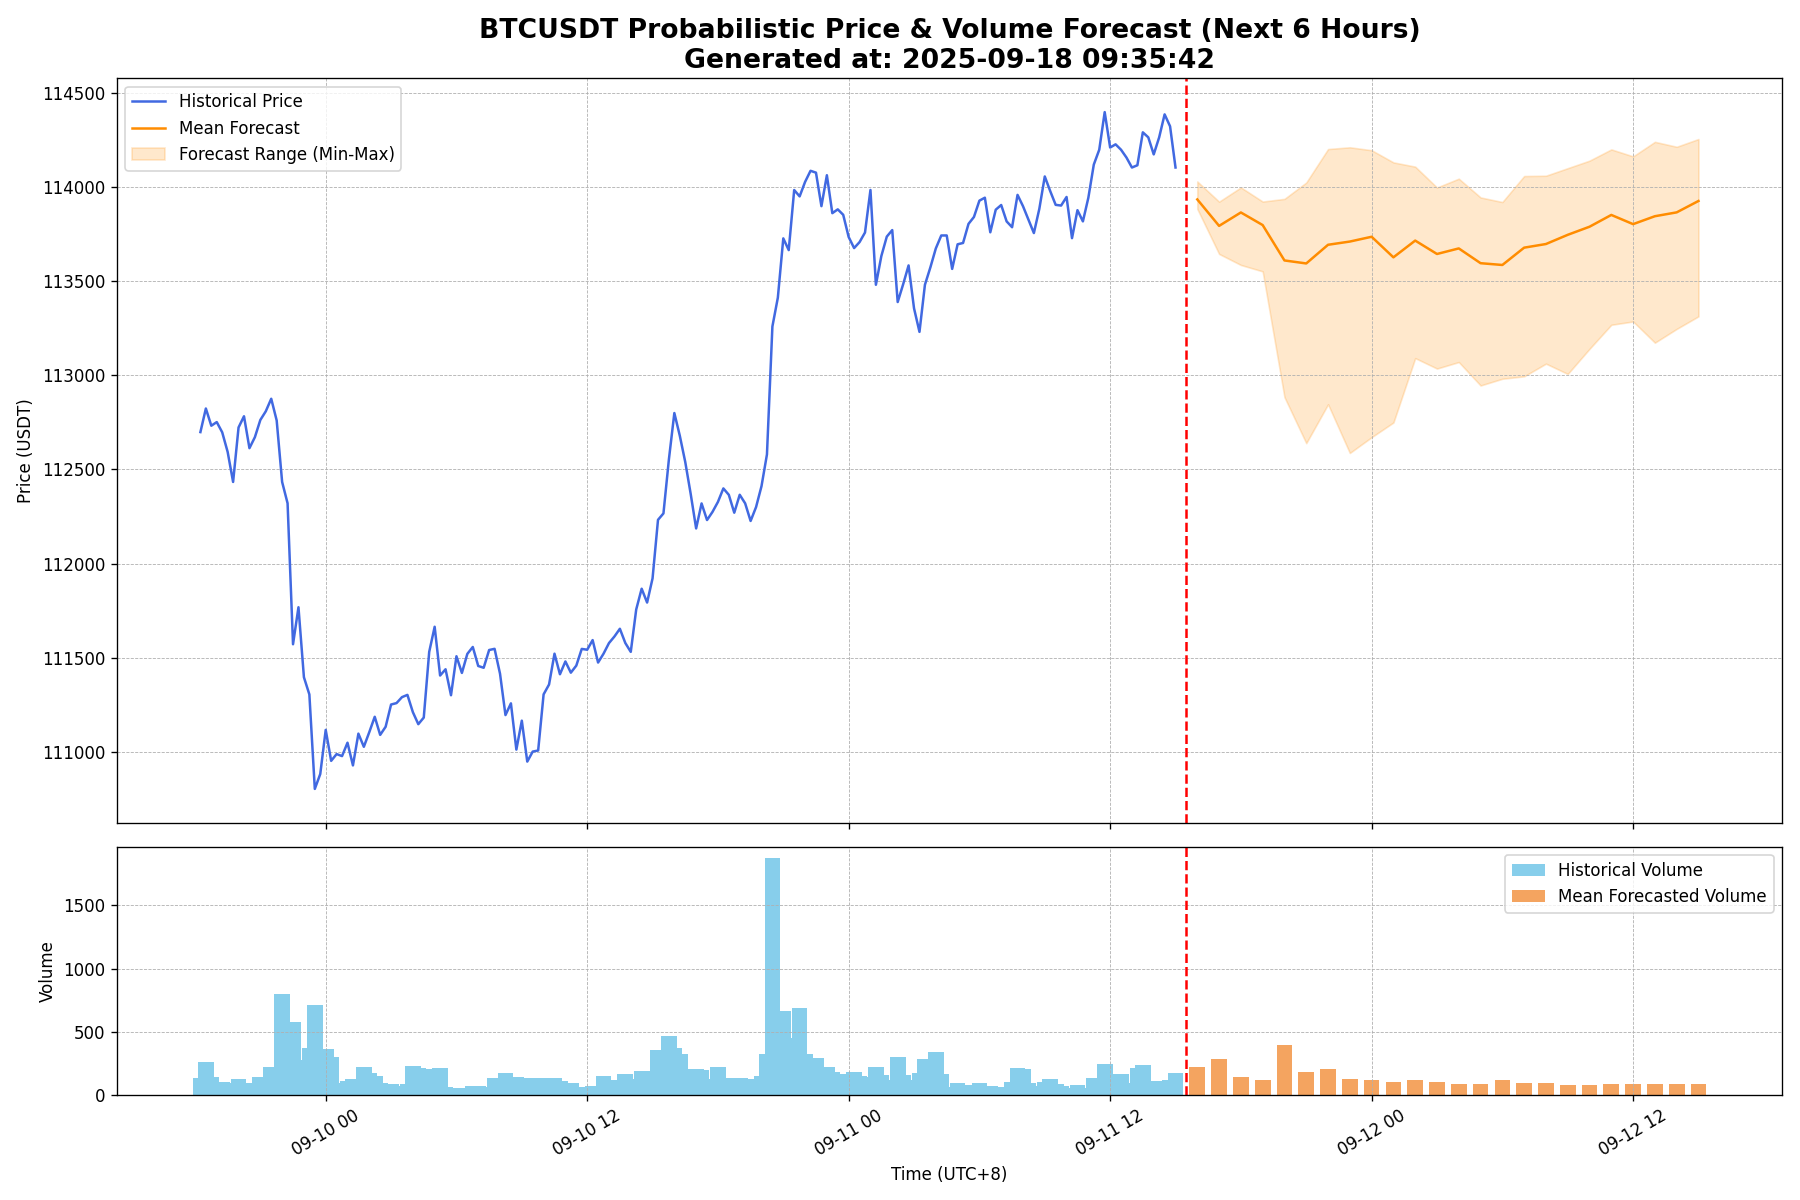 BTCUSDT Probabilistic Price & Volume Forecast (Next 6 Hours)
Generated at: 2025-09-18 09:35:42
Historical Price
Mean Forecast
Forecast Range (Min-Max)
114500
114000
113500
113000
112500
112000
111500
111000
Price (USDT)
Historical Volume
Mean Forecasted Volume
1500
1000
500
0
Volume
09-10 00
09-10 12
09-11 00
09-11 12
09-12 00
09-12 12
Time (UTC+8)